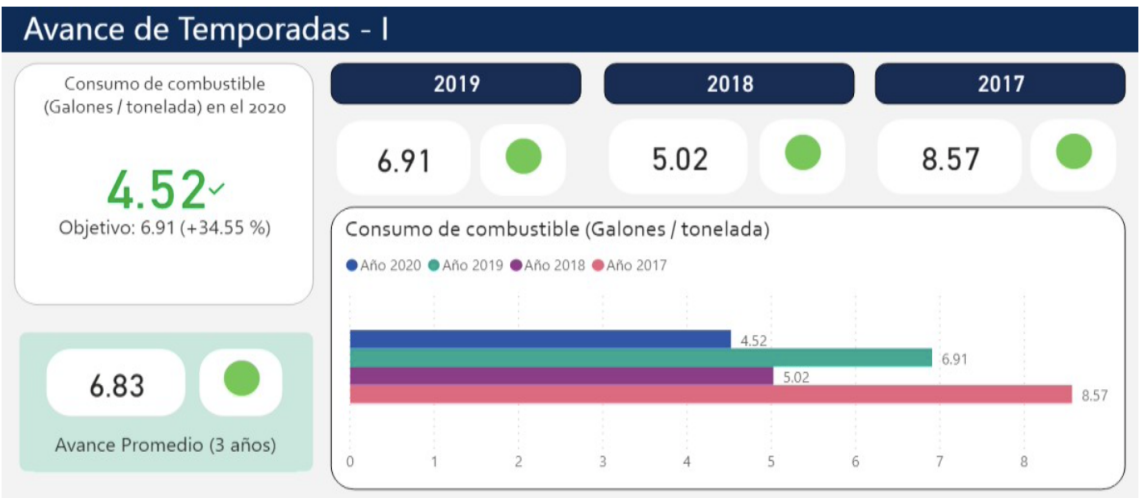 Avance de Temporadas - I
Consumo de combustible
(Galones / tonelada) en el 2020
4.52
Objetivo: 6.91 (+34.55 %)
6.83
Avance Promedio (3 años)
2019
2018
2017
6.91
5.02
8.57
Consumo de combustible (Galones / tonelada)
Año 2020 Año 2019 Año 2018 Año 2017
4.52
6.91
5.02
8.57
0 1 2 3 4 5 6 7 8